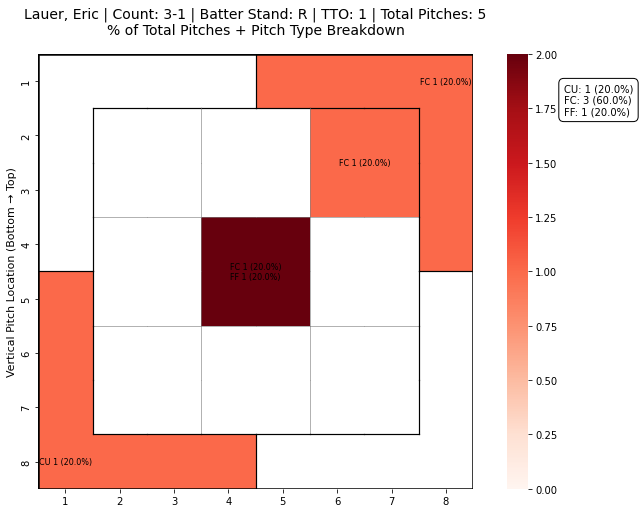 Lauer, Eric | Count: 3-1 | Batter Stand: R | TTO: 1 | Total Pitches: 5
% of Total Pitches + Pitch Type Breakdown
Vertical Pitch Location (Bottom → Top)
1
2
3
4
5
6
7
8
FC 1 (20.0%)
FC 1 (20.0%)
FC 1 (20.0%)
FF 1 (20.0%)
CU 1 (20.0%)
1
2
3
4
5
6
7
8
2.00
1.75
1.50
1.25
1.00
0.75
0.50
0.25
0.00
CU: 1 (20.0%)
FC: 3 (60.0%)
FF: 1 (20.0%)